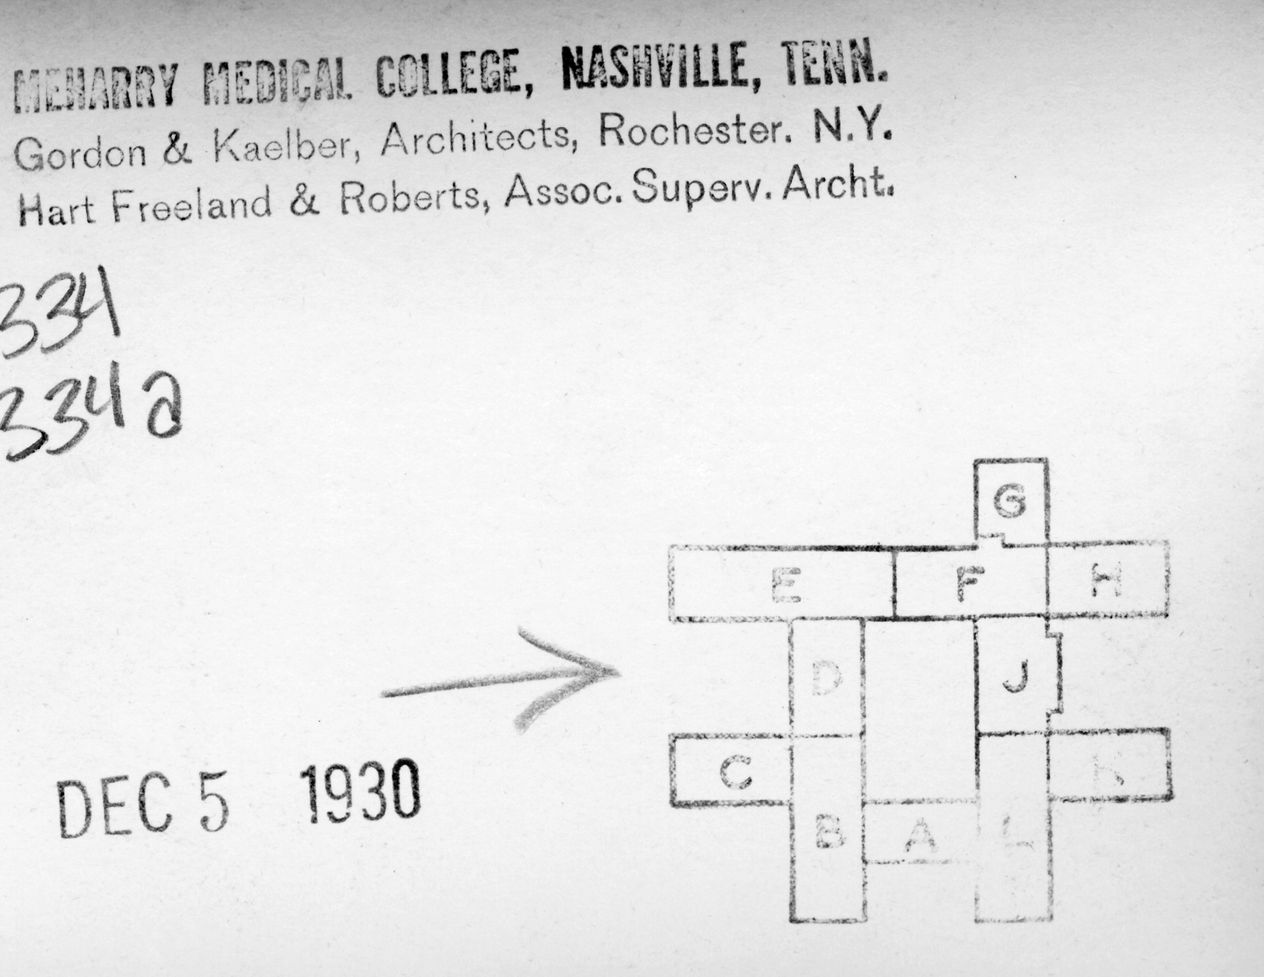 MEHARRY MEDICAL COLLEGE, NASHVILLE, TENN.
Gordon & Kaelber, Architects, Rochester. N.Y.
Hart Freeland & Roberts, Assoc. Superv. Archt.
334
334a
G
E F H
D J
C K
B A L
DEC 5 1930